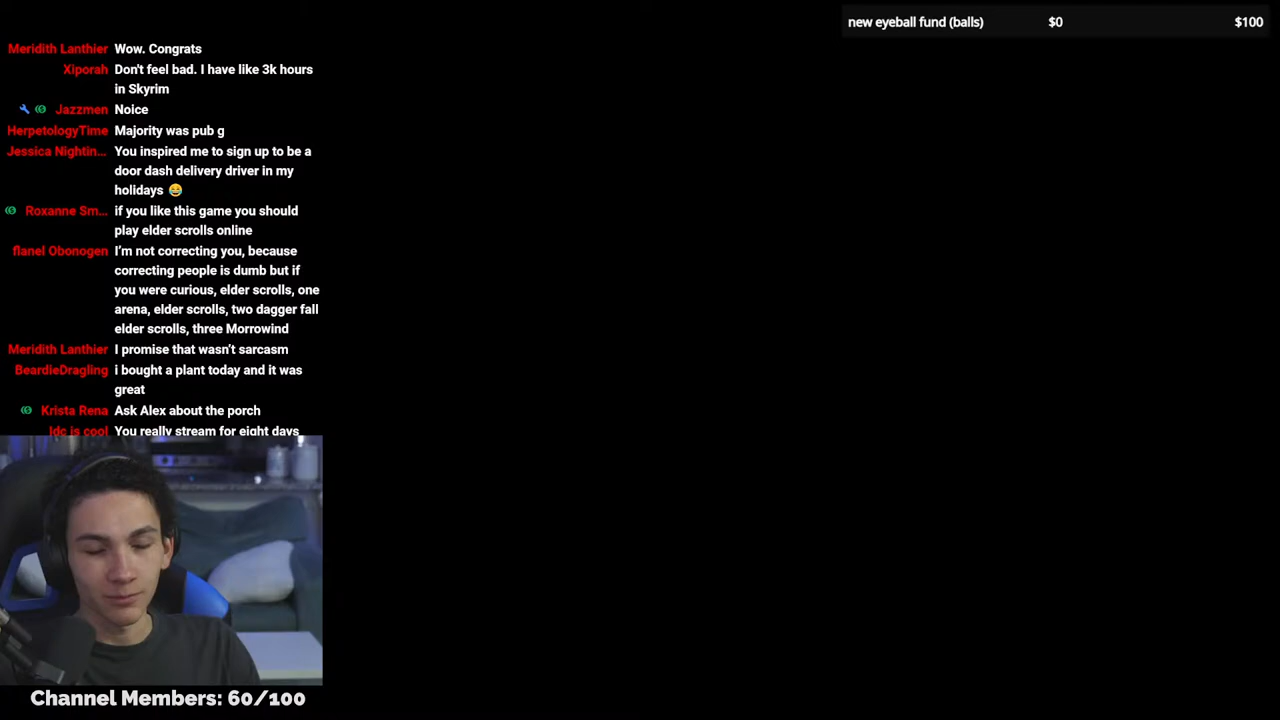 new eyeball fund (balls) $0 $100
Meridith Lanthier Wow. Congrats
Xiporah Don't feel bad. I have like 3k hours
in Skyrim
Jazzmen Noice
HerpetologyTime Majority was pub g
Jessica Nightin... You inspired me to sign up to be a
door dash delivery driver in my
holidays 😂
Roxanne Sm... if you like this game you should
play elder scrolls online
flanel Obonogen I’m not correcting you, because
correcting people is dumb but if
you were curious, elder scrolls, one
arena, elder scrolls, two dagger fall
elder scrolls, three Morrowind
Meridith Lanthier I promise that wasn’t sarcasm
BeardieDragling i bought a plant today and it was
great
Krista Rena Ask Alex about the porch
Idc is cool You really stream for eight days
Channel Members: 60/100